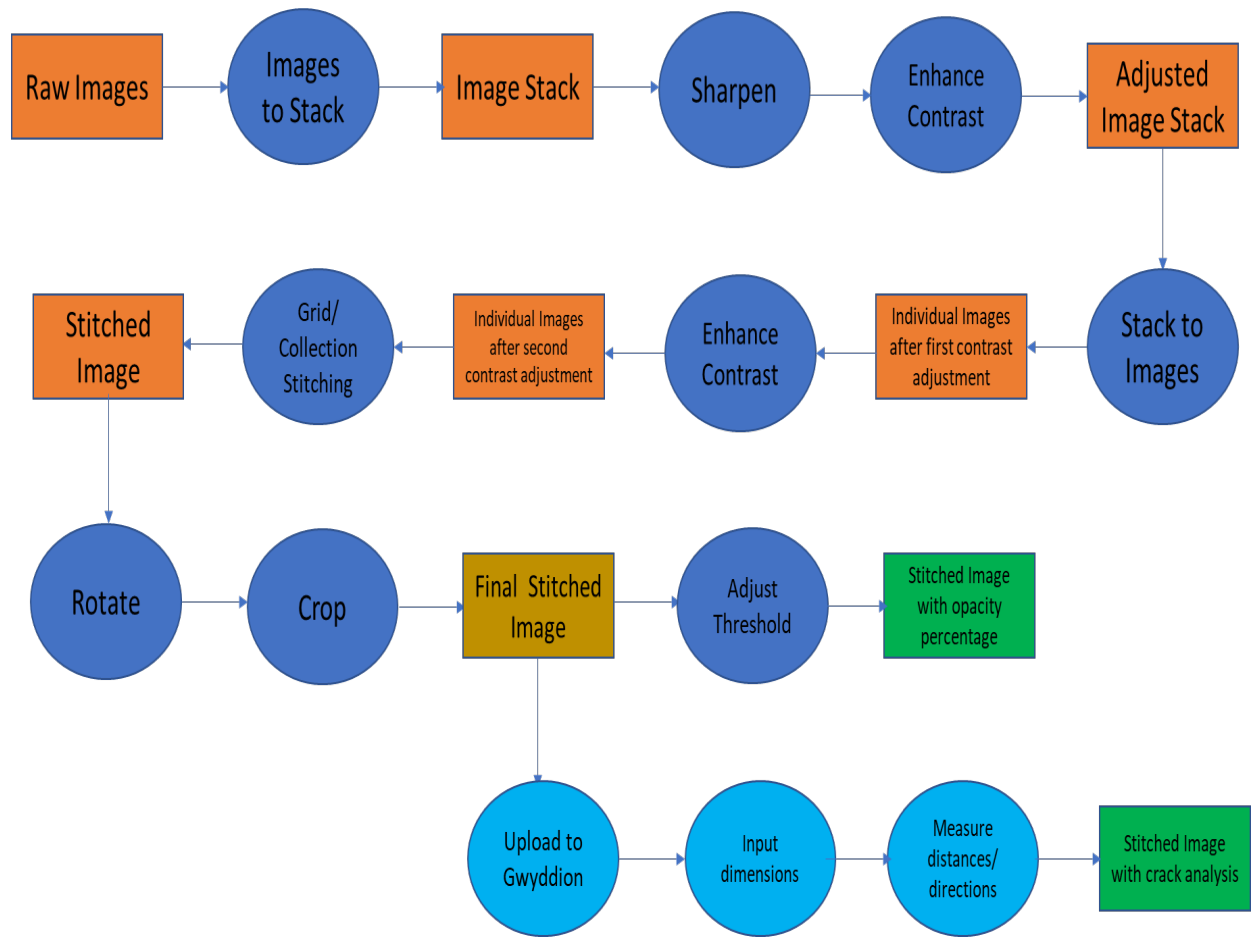 Raw Images
Images
to Stack
Image Stack
Sharpen
Enhance
Contrast
Adjusted
Image Stack
Stack to
Images
Individual Images
after first contrast
adjustment
Enhance
Contrast
Individual Images
after second
contrast adjustment
Grid/
Collection
Stitching
Stitched
Image
Rotate
Crop
Final Stitched
Image
Adjust
Threshold
Stitched Image
with opacity
percentage
Upload to
Gwyddion
Input
dimensions
Measure
distances/
directions
Stitched Image
with crack analysis